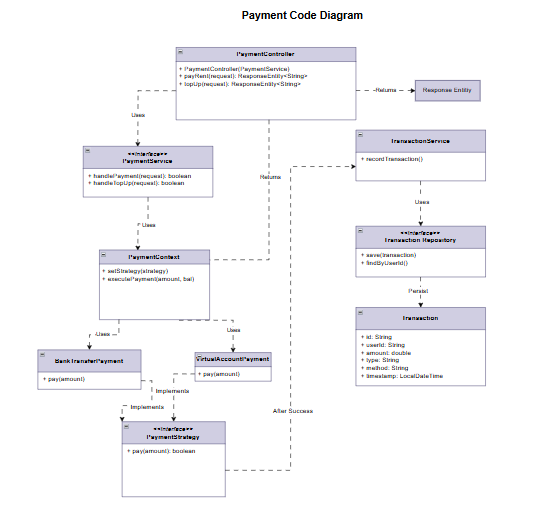 Payment Code Diagram
PaymentController
+ PaymentController(PaymentService)
+ payRent(request): ResponseEntity<String>
+ topUp(request): ResponseEntity<String>
Returns
Response Entity
Uses
<<Interface>>
PaymentService
+ handlePayment(request): boolean
+ handleTopUp(request): boolean
TransactionService
+ recordTransaction()
Returns
Uses
Uses
<<Interface>>
Transaction Repository
+ save(transaction)
+ findByUserId()
PaymentContext
+ setStrategy(strategy)
+ executePayment(amount, bal)
Persist
Transaction
+ id: String
+ userId: String
+ amount: double
+ type: String
+ method: String
+ timestamp: LocalDateTime
Uses
Uses
BankTransferPayment
+ pay(amount)
VirtualAccountPayment
+ pay(amount)
Implements
Implements
After Success
<<Interface>>
PaymentStrategy
+ pay(amount): boolean